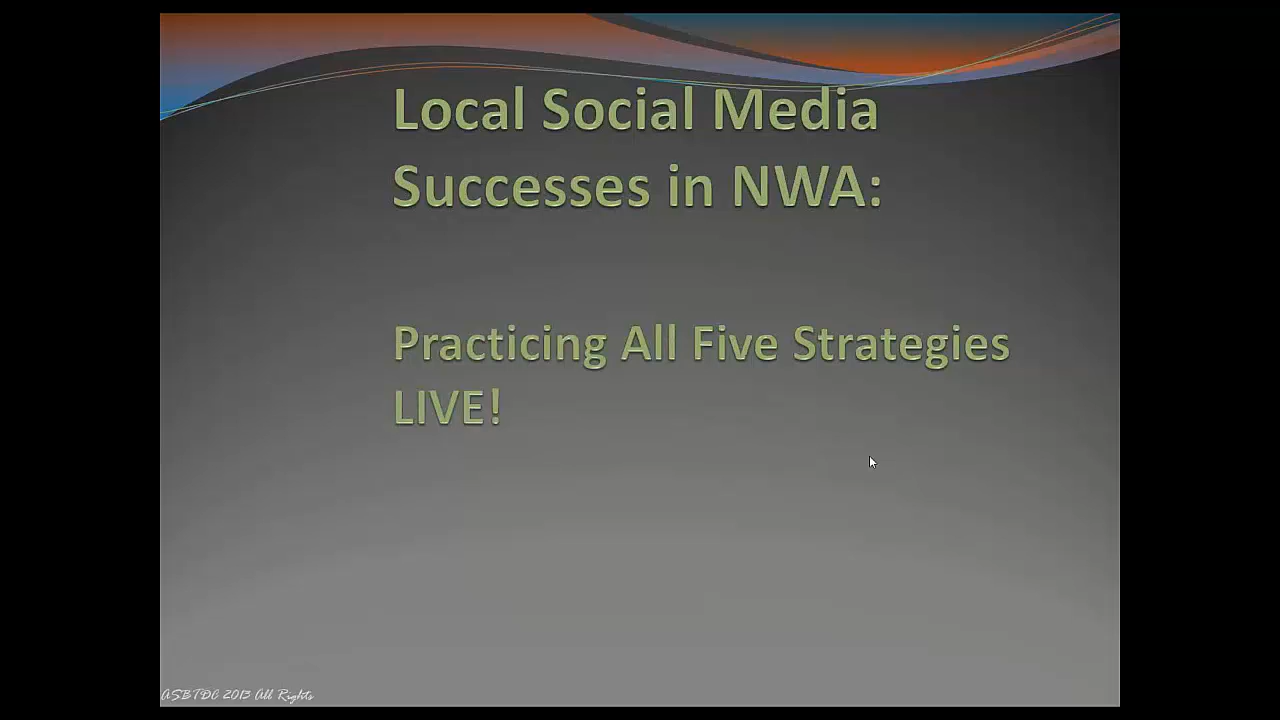 Local Social Media
Successes in NWA:
Practicing All Five Strategies
LIVE!
ASBTDC 2013 All Rights